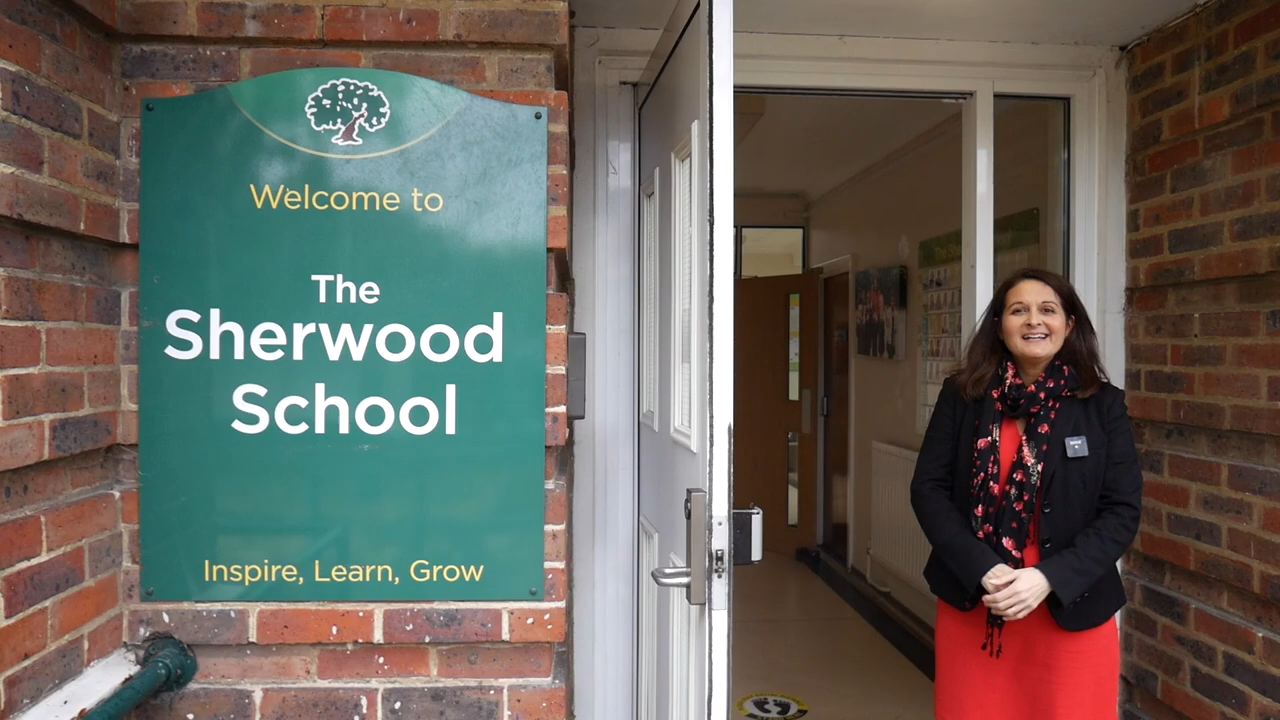 Welcome to
The
Sherwood
School
Inspire, Learn, Grow